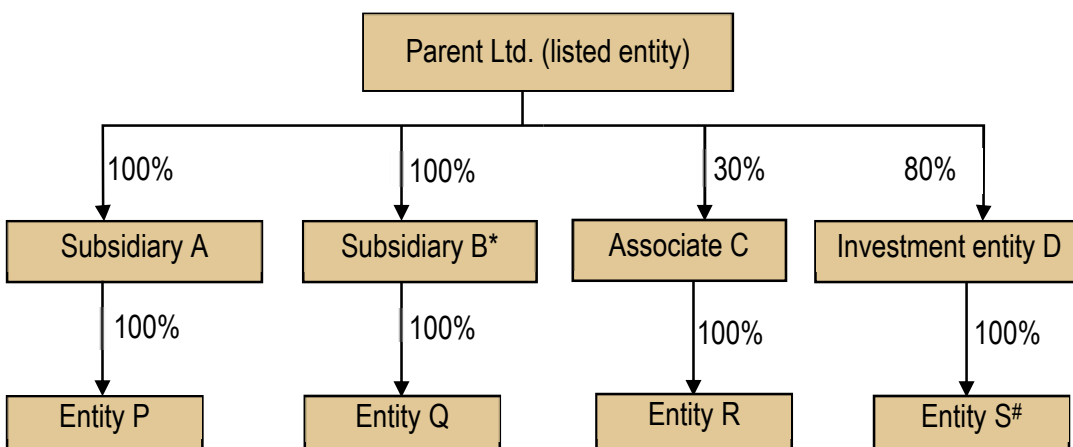 Parent Ltd. (listed entity)
100%
100%
30%
80%
Subsidiary A
Subsidiary B*
Associate C
Investment entity D
100%
100%
100%
100%
Entity P
Entity Q
Entity R
Entity S#